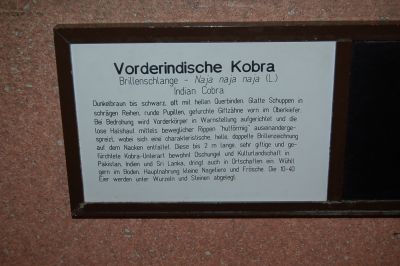 Vorderindische Kobra
Brillenschlange - Naja naja naja (L.)
Indian Cobra
Dunkelbraun bis schwarz, oft mit hellen Querbinden. Glatte Schuppen in
schrägen Reihen, runde Pupillen, gefurchte Giftzähne vorn im Oberkiefer.
Bei Bedrohung wird Vorderkörper in Warnstellung aufgerichtet und die
lose Halshaut mittels beweglicher Rippen "hutförmig" auseinanderge-
spreizt, wobei sich eine charakteristische, helle, doppelte Brillenzeichnung
auf dem Nacken entfaltet. Diese bis 2 m lange, sehr giftige und ge-
fürchtete Kobra-Unterart bewohnt Dschungel und Kulturlandschaft in
Pakistan, Indien und Sri Lanka, dringt auch in Ortschaften ein. Wühlt
gern im Boden. Hauptnahrung kleine Nagetiere und Frösche. Die 10-40
Eier werden unter Wurzeln und Steinen abgelegt.